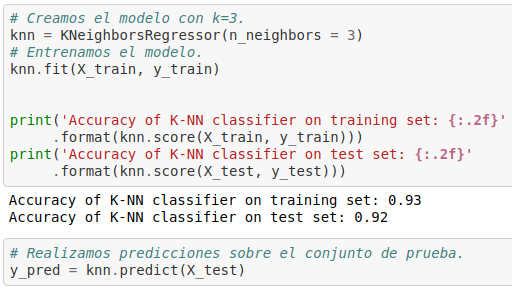 # Creamos el modelo con k=3.
knn = KNeighborsRegressor(n_neighbors = 3)
# Entrenamos el modelo.
knn.fit(X_train, y_train)
print('Accuracy of K-NN classifier on training set: {:.2f}'
     .format(knn.score(X_train, y_train)))
print('Accuracy of K-NN classifier on test set: {:.2f}'
     .format(knn.score(X_test, y_test)))
Accuracy of K-NN classifier on training set: 0.93
Accuracy of K-NN classifier on test set: 0.92
# Realizamos predicciones sobre el conjunto de prueba.
y_pred = knn.predict(X_test)